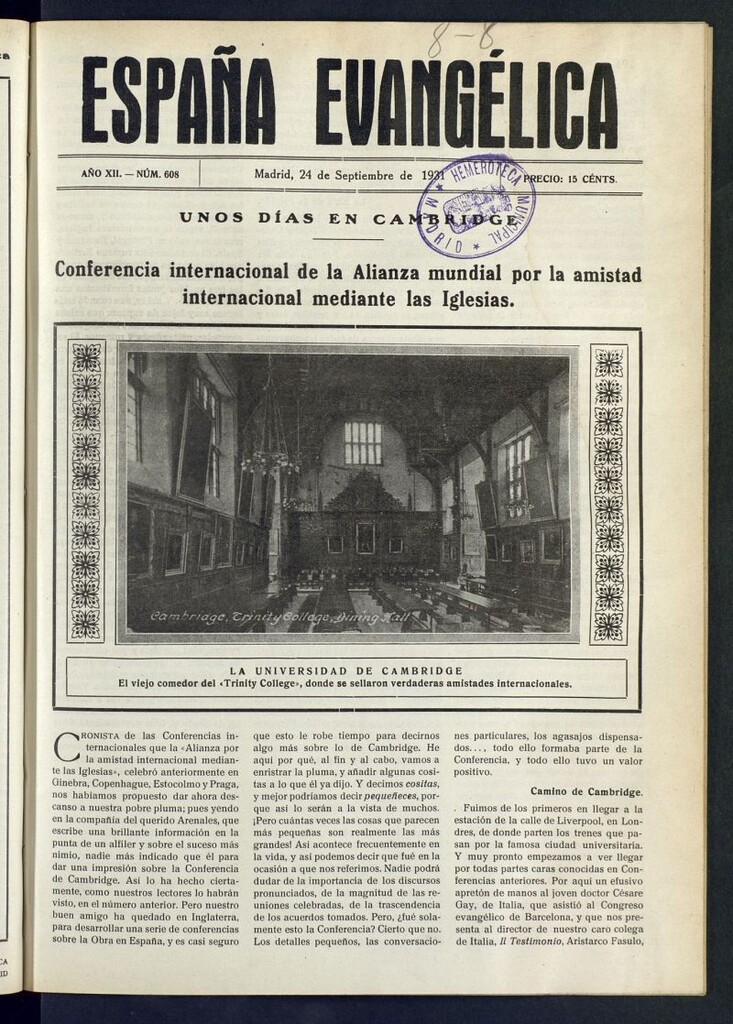 8-8
ESPAÑA EVANGÉLICA
AÑO XII. — NÚM. 608
Madrid, 24 de Septiembre de 1931
PRECIO: 15 CÉNTS.
HEMEROTECA MUNICIPAL
★ MADRID ★
UNOS DÍAS EN CAMBRIDGE
Conferencia internacional de la Alianza mundial por la amistad
internacional mediante las Iglesias.
Cambridge, Trinity College, Dining Hall
LA UNIVERSIDAD DE CAMBRIDGE
El viejo comedor del «Trinity College», donde se sellaron verdaderas amistades internacionales.
CRONISTA de las Conferencias in-
ternacionales que la «Alianza por
la amistad internacional median-
te las Iglesias», celebró anteriormente en
Ginebra, Copenhague, Estocolmo y Praga,
nos habíamos propuesto dar ahora des-
canso a nuestra pobre pluma; pues yendo
en la compañía del querido Arenales, que
escribe una brillante información en la
punta de un alfiler y sobre el suceso más
nimio, nadie más indicado que él para
dar una impresión sobre la Conferencia
de Cambridge. Así lo ha hecho cierta-
mente, como nuestros lectores lo habrán
visto, en el número anterior. Pero nuestro
buen amigo ha quedado en Inglaterra,
para desarrollar una serie de conferencias
sobre la Obra en España, y es casi seguro
que esto le robe tiempo para decirnos
algo más sobre lo de Cambridge. He
aquí por qué, al fin y al cabo, vamos a
enristrar la pluma, y añadir algunas cosi-
tas a lo que él ya dijo. Y decimos cositas,
y mejor podríamos decir pequeñeces, por-
que así lo serán a la vista de muchos.
¡Pero cuántas veces las cosas que parecen
más pequeñas son realmente las más
grandes! Así acontece frecuentemente en
la vida, y así podemos decir que fué en la
ocasión a que nos referimos. Nadie podrá
dudar de la importancia de los discursos
pronunciados, de la magnitud de las re-
uniones celebradas, de la trascendencia
de los acuerdos tomados. Pero, ¿fué sola-
mente esto la Conferencia? Cierto que no.
Los detalles pequeños, las conversacio-
nes particulares, los agasajos dispensa-
dos..., todo ello formaba parte de la
Conferencia, y todo ello tuvo un valor
positivo.
Camino de Cambridge.
Fuimos de los primeros en llegar a la
estación de la calle de Liverpool, en Lon-
dres, de donde parten los trenes que pa-
san por la famosa ciudad universitaria.
Y muy pronto empezamos a ver llegar
por todas partes caras conocidas en Con-
ferencias anteriores. Por aquí un efusivo
apretón de manos al joven doctor Césare
Gay, de Italia, que asistió al Congreso
evangélico de Barcelona, y que nos pre-
senta al director de nuestro caro colega
de Italia, Il Testimonio, Aristarco Fasulo,